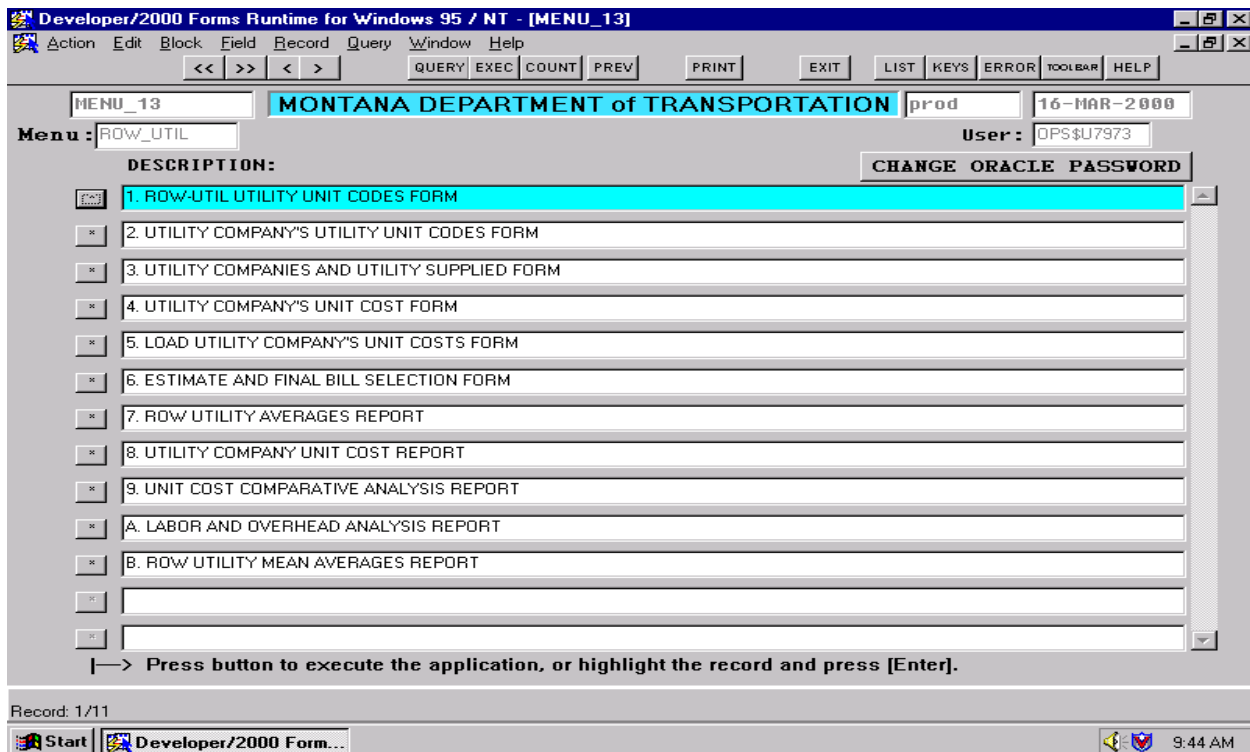 Developer/2000 Forms Runtime for Windows 95 / NT - [MENU_13]
Action Edit Block Field Record Query Window Help
<< >> < > QUERY EXEC COUNT PREV PRINT EXIT LIST KEYS ERROR TOOLBAR HELP
MENU_13 MONTANA DEPARTMENT of TRANSPORTATION prod 16-MAR-2000
Menu: ROW_UTIL User: OPS$U7973
DESCRIPTION: CHANGE ORACLE PASSWORD
1. ROW-UTIL UTILITY UNIT CODES FORM
* 2. UTILITY COMPANY'S UTILITY UNIT CODES FORM
* 3. UTILITY COMPANIES AND UTILITY SUPPLIED FORM
* 4. UTILITY COMPANY'S UNIT COST FORM
* 5. LOAD UTILITY COMPANY'S UNIT COSTS FORM
* 6. ESTIMATE AND FINAL BILL SELECTION FORM
* 7. ROW UTILITY AVERAGES REPORT
* 8. UTILITY COMPANY UNIT COST REPORT
* 9. UNIT COST COMPARATIVE ANALYSIS REPORT
* A. LABOR AND OVERHEAD ANALYSIS REPORT
* B. ROW UTILITY MEAN AVERAGES REPORT
*
*
|--> Press button to execute the application, or highlight the record and press [Enter].
Record: 1/11
Start Developer/2000 Form... 9:44 AM